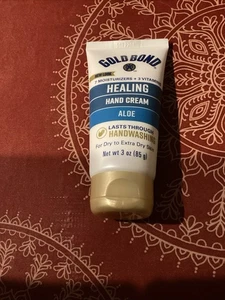 GOLD BOND
7 MOISTURIZERS + 3 VITAMINS
HEALING
HAND CREAM
ALOE
LASTS THROUGH
HANDWASHING
For Dry to Extra Dry Skin
Net wt 3 oz (85 g)